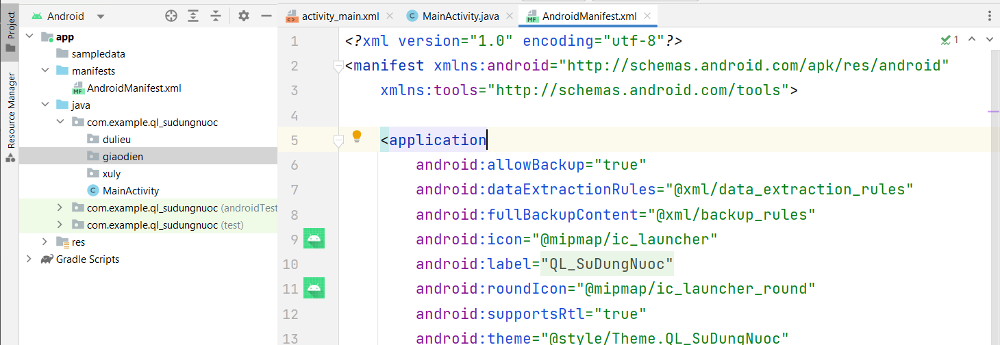 Project
Resource Manager
Android
app
sampledata
manifests
AndroidManifest.xml
java
com.example.ql_sudungnuoc
dulieu
giaodien
xuly
MainActivity
com.example.ql_sudungnuoc (androidTest
com.example.ql_sudungnuoc (test)
res
Gradle Scripts
activity_main.xml
MainActivity.java
AndroidManifest.xml
1 <?xml version="1.0" encoding="utf-8"?>
2 <manifest xmlns:android="http://schemas.android.com/apk/res/android"
3 xmlns:tools="http://schemas.android.com/tools">
4
5 <application
6 android:allowBackup="true"
7 android:dataExtractionRules="@xml/data_extraction_rules"
8 android:fullBackupContent="@xml/backup_rules"
9 android:icon="@mipmap/ic_launcher"
10 android:label="QL_SuDungNuoc"
11 android:roundIcon="@mipmap/ic_launcher_round"
12 android:supportsRtl="true"
13 android:theme="@style/Theme.QL_SuDungNuoc"
1